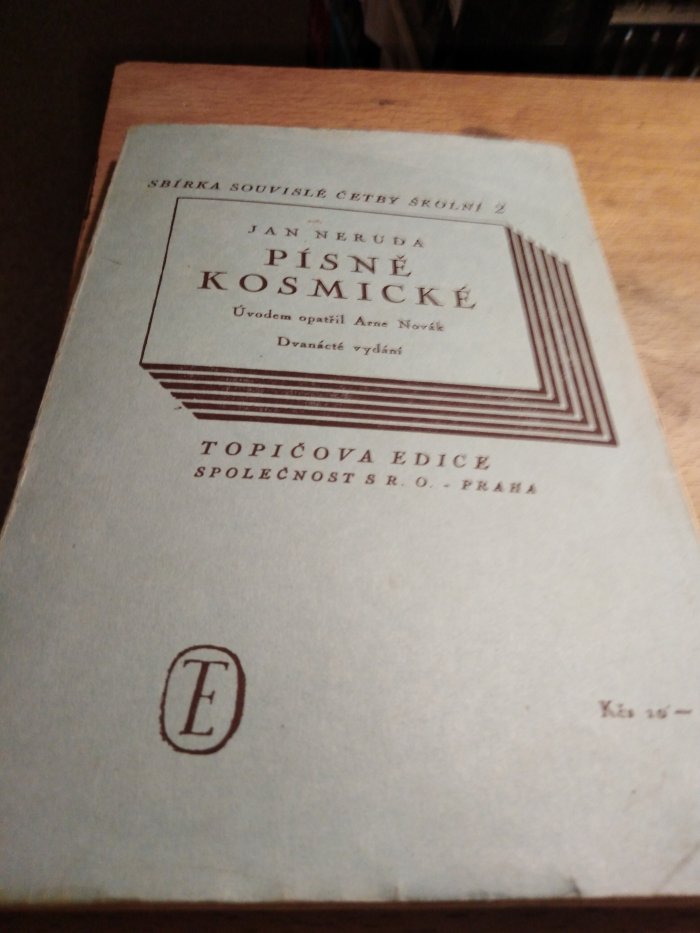 SBÍRKA SOUVISLÉ ČETBY ŠKOLNÍ 2
JAN NERUDA
PÍSNĚ
KOSMICKÉ
Úvodem opatřil Arne Novák
Dvanácté vydání
TOPIČOVA EDICE
SPOLEČNOST S R. O. - PRAHA
TE
Kčs